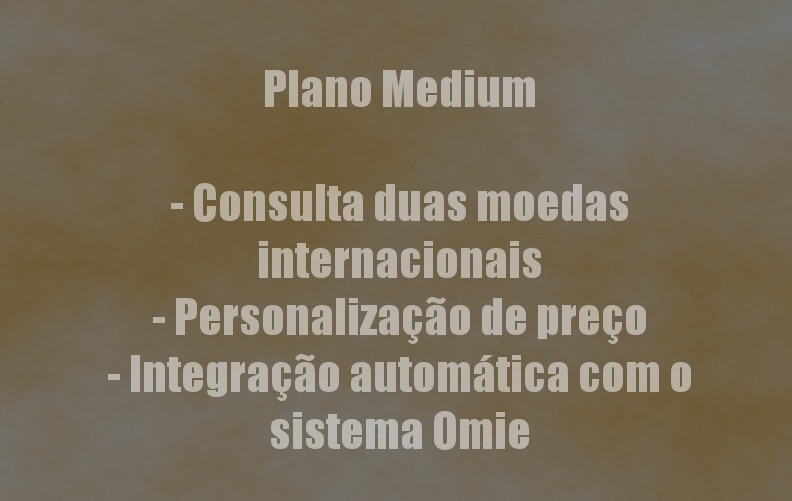 Plano Medium
- Consulta duas moedas
internacionais
- Personalização de preço
- Integração automática com o
sistema Omie